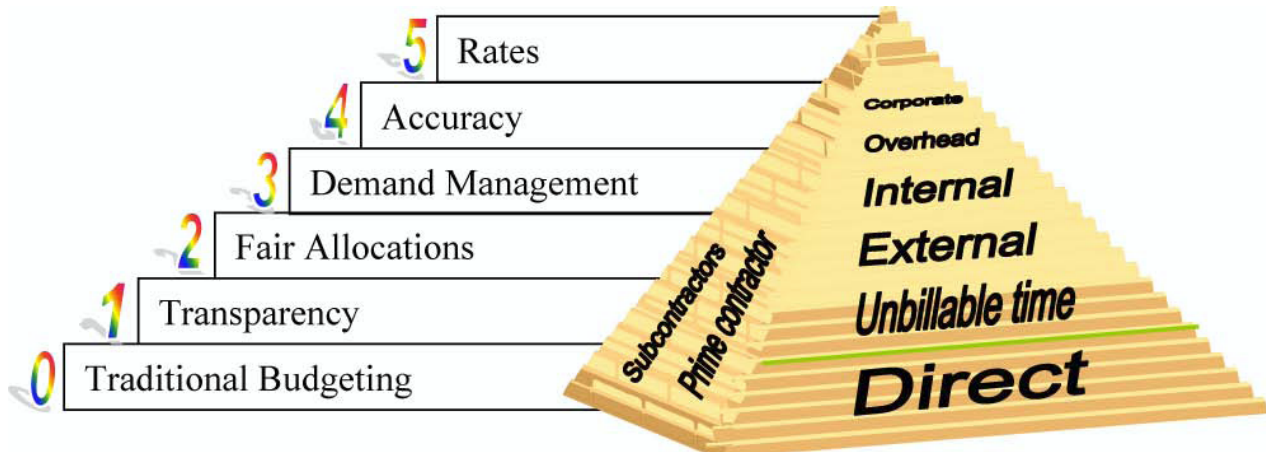 5 Rates
4 Accuracy
3 Demand Management
2 Fair Allocations
1 Transparency
0 Traditional Budgeting
Subcontractors
Prime contractor
Corporate
Overhead
Internal
External
Unbillable time
Direct